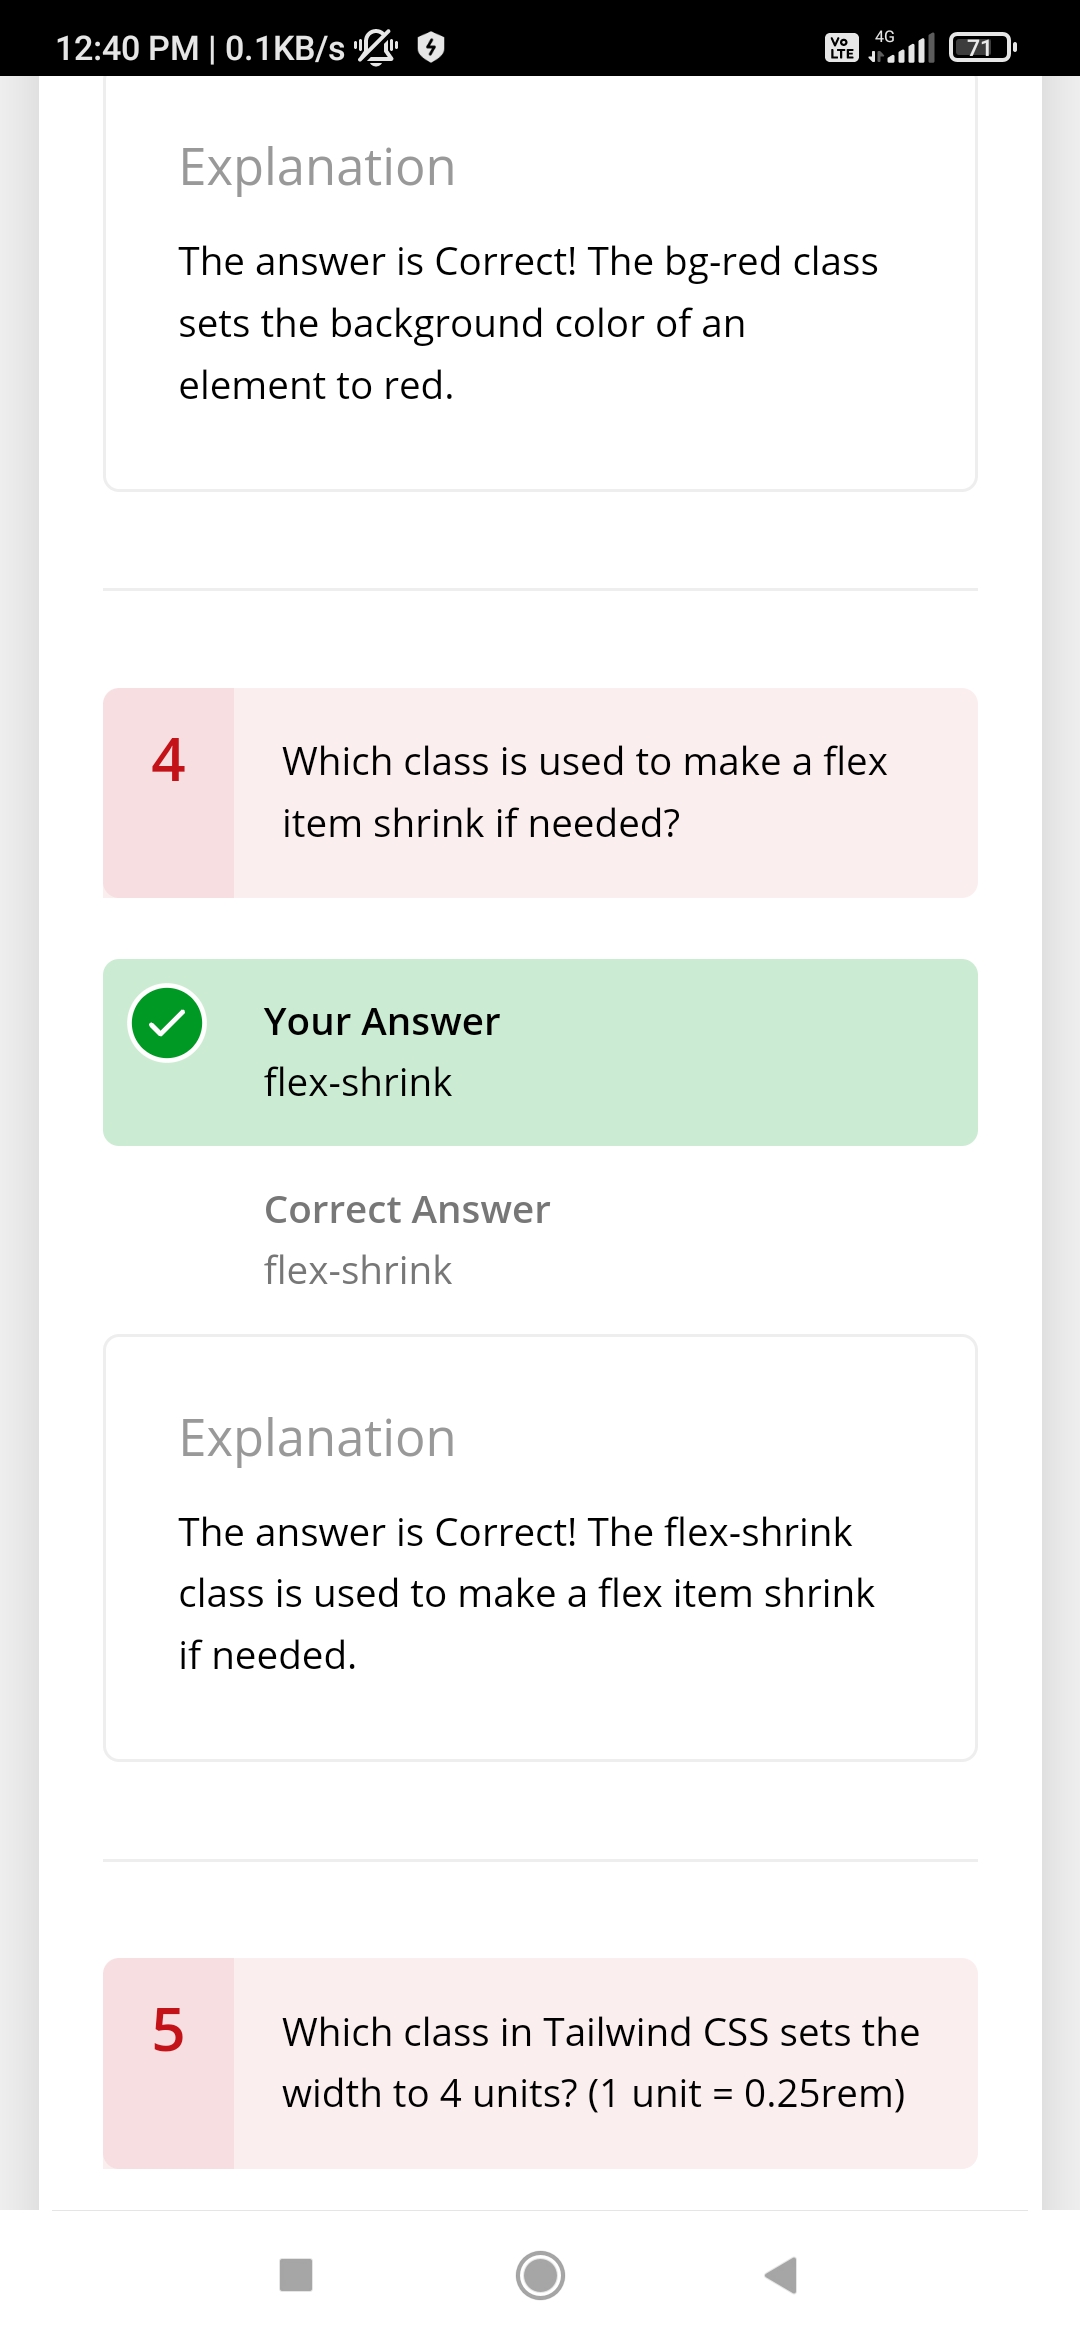 12:40 PM | 0.1KB/s
Vo LTE 4G 71
Explanation
The answer is Correct! The bg-red class
sets the background color of an
element to red.
4
Which class is used to make a flex
item shrink if needed?
Your Answer
flex-shrink
Correct Answer
flex-shrink
Explanation
The answer is Correct! The flex-shrink
class is used to make a flex item shrink
if needed.
5
Which class in Tailwind CSS sets the
width to 4 units? (1 unit = 0.25rem)